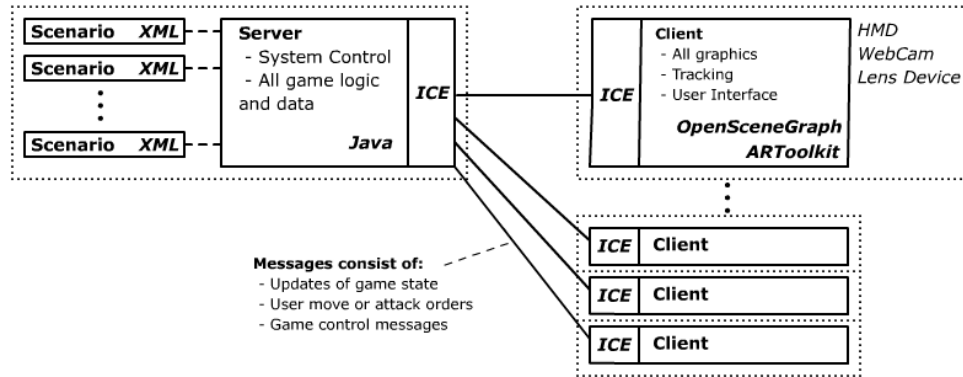 Scenario XML
Scenario XML
Scenario XML
Server
- System Control
- All game logic
and data
Java
ICE
ICE
Client
- All graphics
- Tracking
- User Interface
OpenSceneGraph
ARToolkit
HMD
WebCam
Lens Device
ICE Client
ICE Client
ICE Client
Messages consist of:
- Updates of game state
- User move or attack orders
- Game control messages